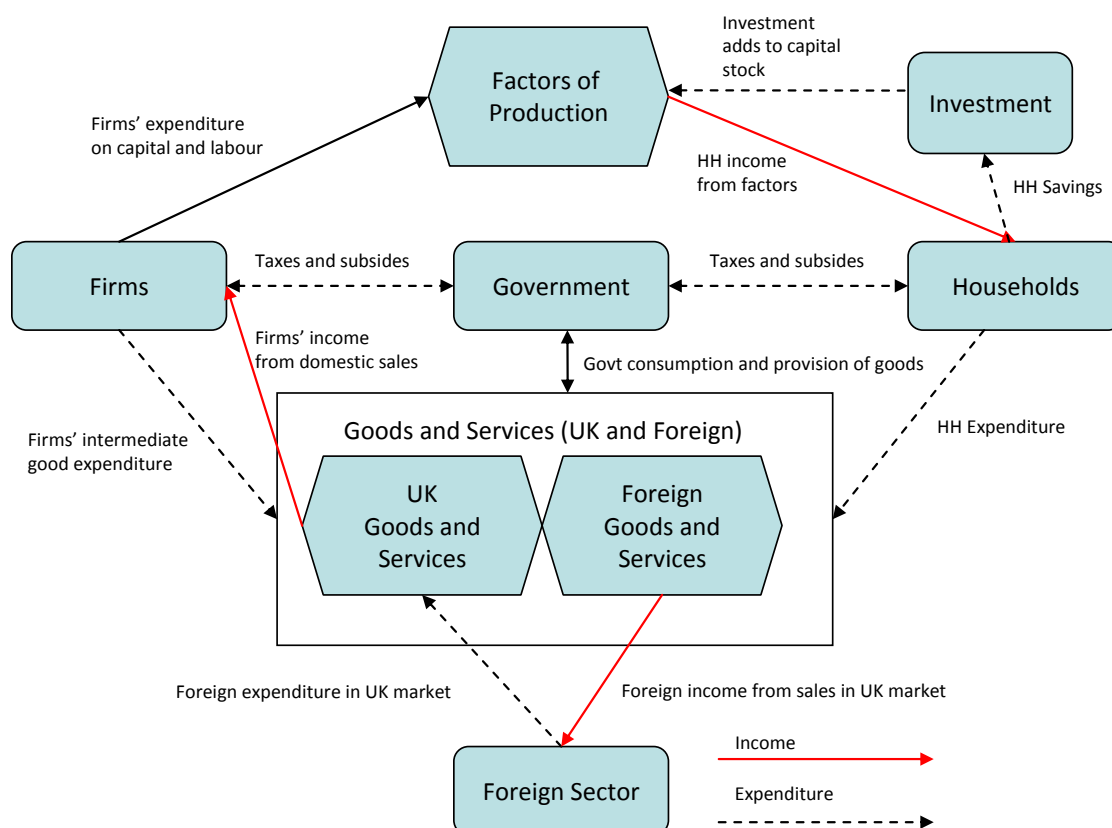 Investment
adds to capital
stock
Factors of
Production
Investment
Firms' expenditure
on capital and labour
HH income
from factors
HH Savings
Firms
Taxes and subsides
Government
Taxes and subsides
Households
Firms' income
from domestic sales
Govt consumption and provision of goods
Firms' intermediate
good expenditure
Goods and Services (UK and Foreign)
HH Expenditure
UK
Goods and
Services
Foreign
Goods and
Services
Foreign expenditure in UK market
Foreign income from sales in UK market
Foreign Sector
Income
Expenditure